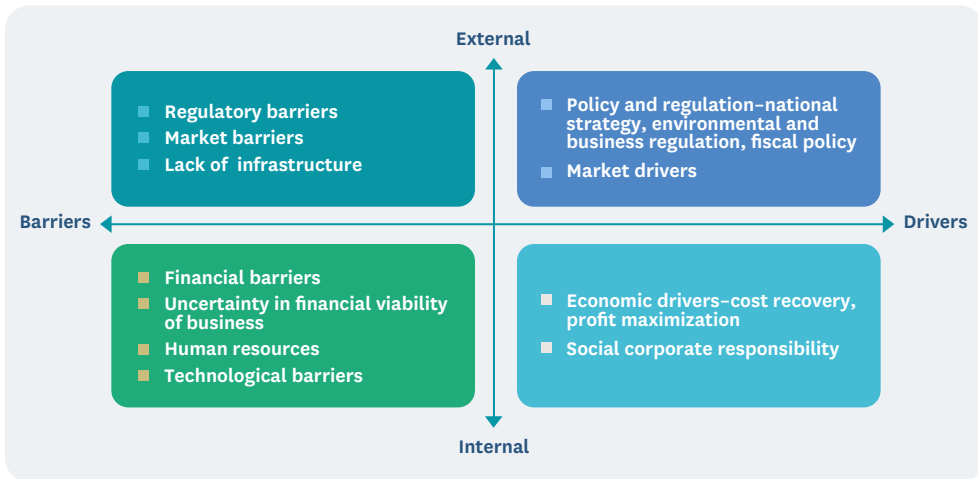 External
Regulatory barriers
Market barriers
Lack of infrastructure
Policy and regulation–national
strategy, environmental and
business regulation, fiscal policy
Market drivers
Barriers
Drivers
Financial barriers
Uncertainty in financial viability
of business
Human resources
Technological barriers
Economic drivers–cost recovery,
profit maximization
Social corporate responsibility
Internal